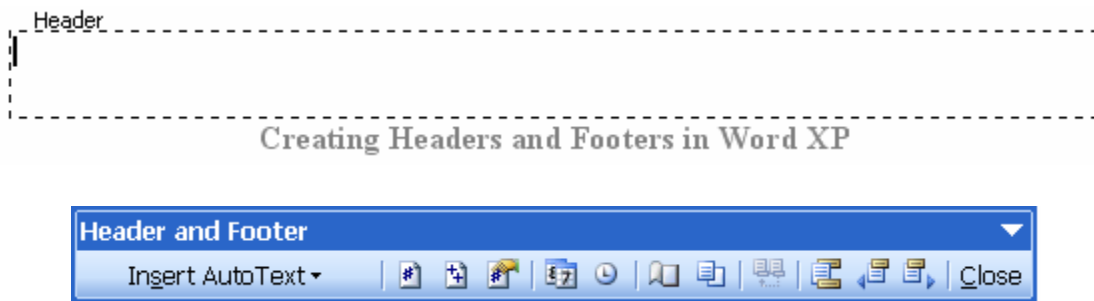 Header
Creating Headers and Footers in Word XP
Header and Footer
Insert AutoText Close